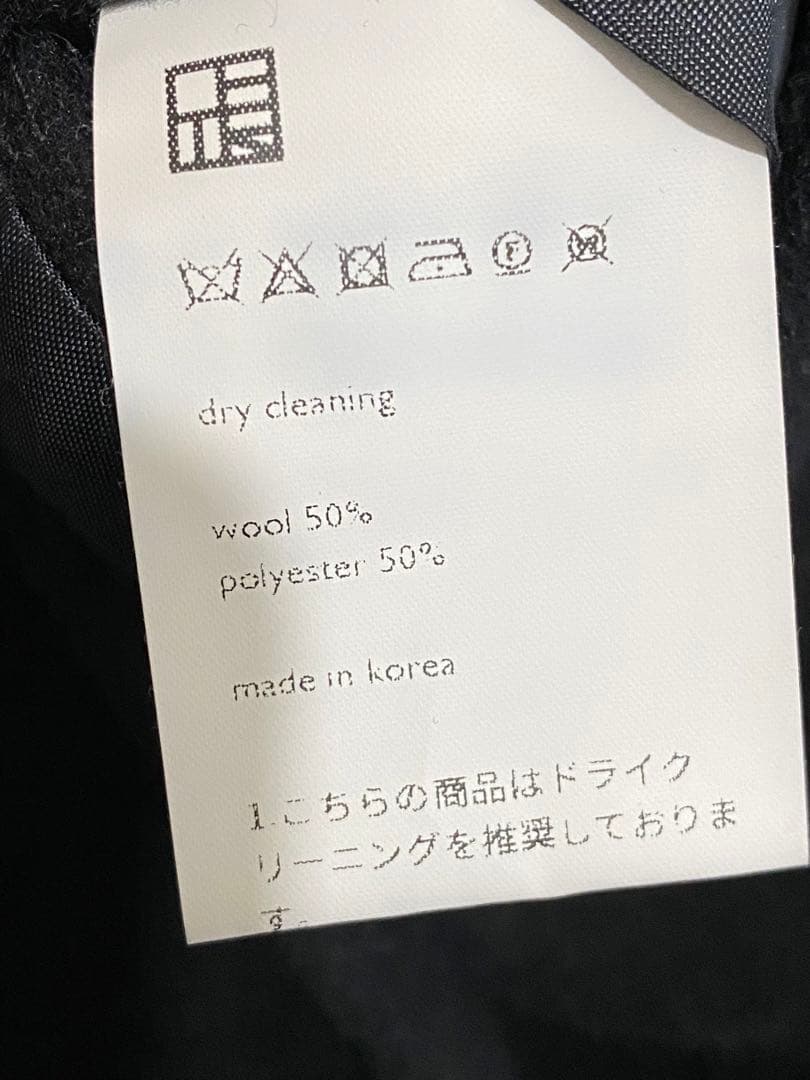 F
W
dry cleaning
wool 50%
polyester 50%
made in korea
1.こちらの商品はドライク
リーニングを推奨しておりま
す.